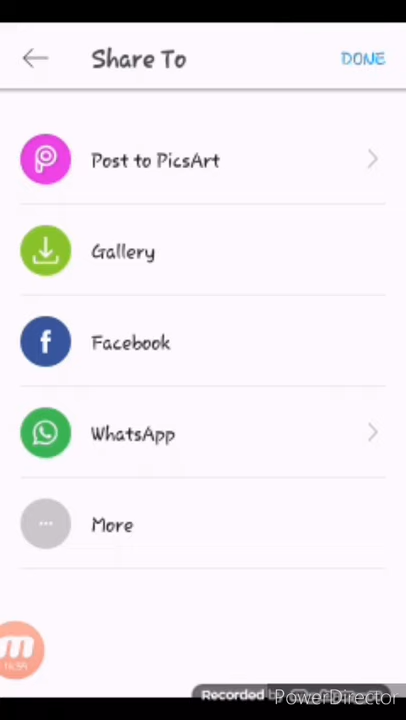 Share To
DONE
Post to PicsArt
Gallery
Facebook
WhatsApp
More
Recorded
PowerDirector